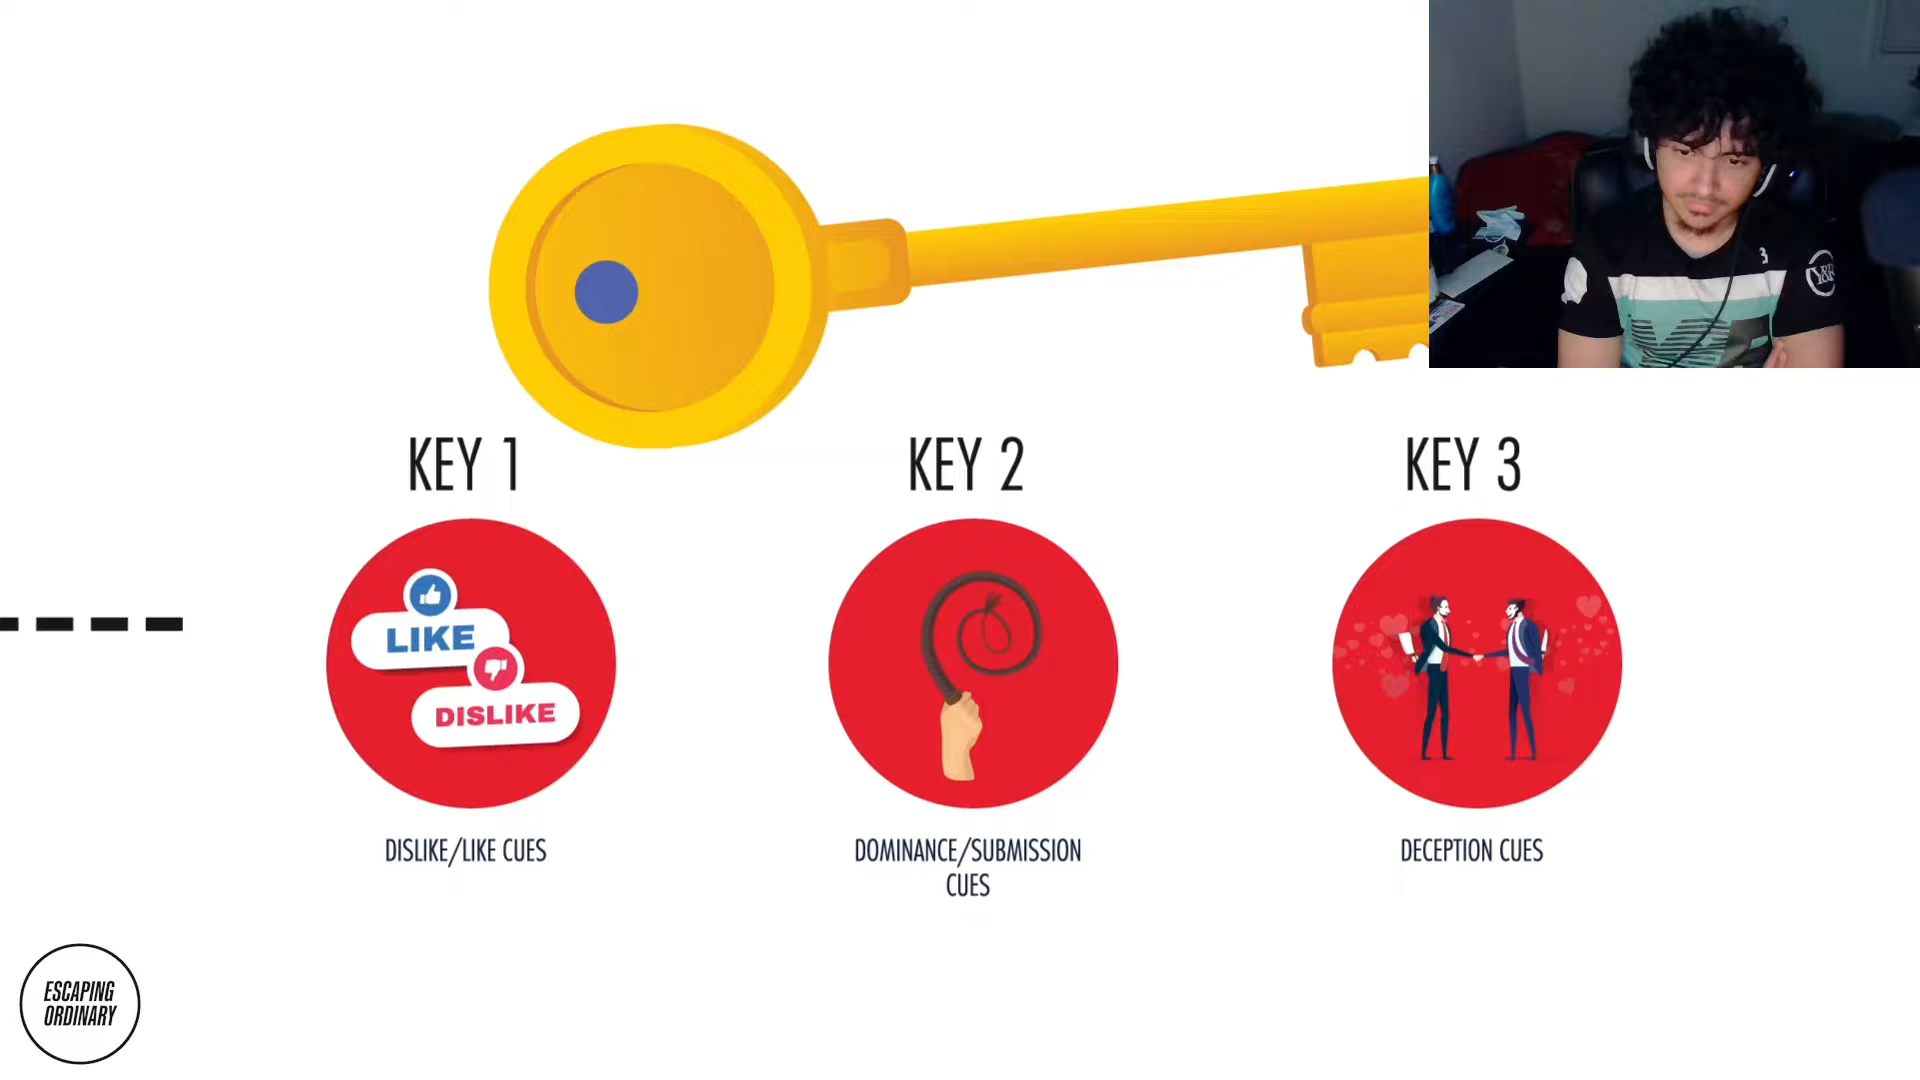 KEY 1
KEY 2
KEY 3
LIKE
DISLIKE
DISLIKE/LIKE CUES
DOMINANCE/SUBMISSION
CUES
DECEPTION CUES
ESCAPING
ORDINARY